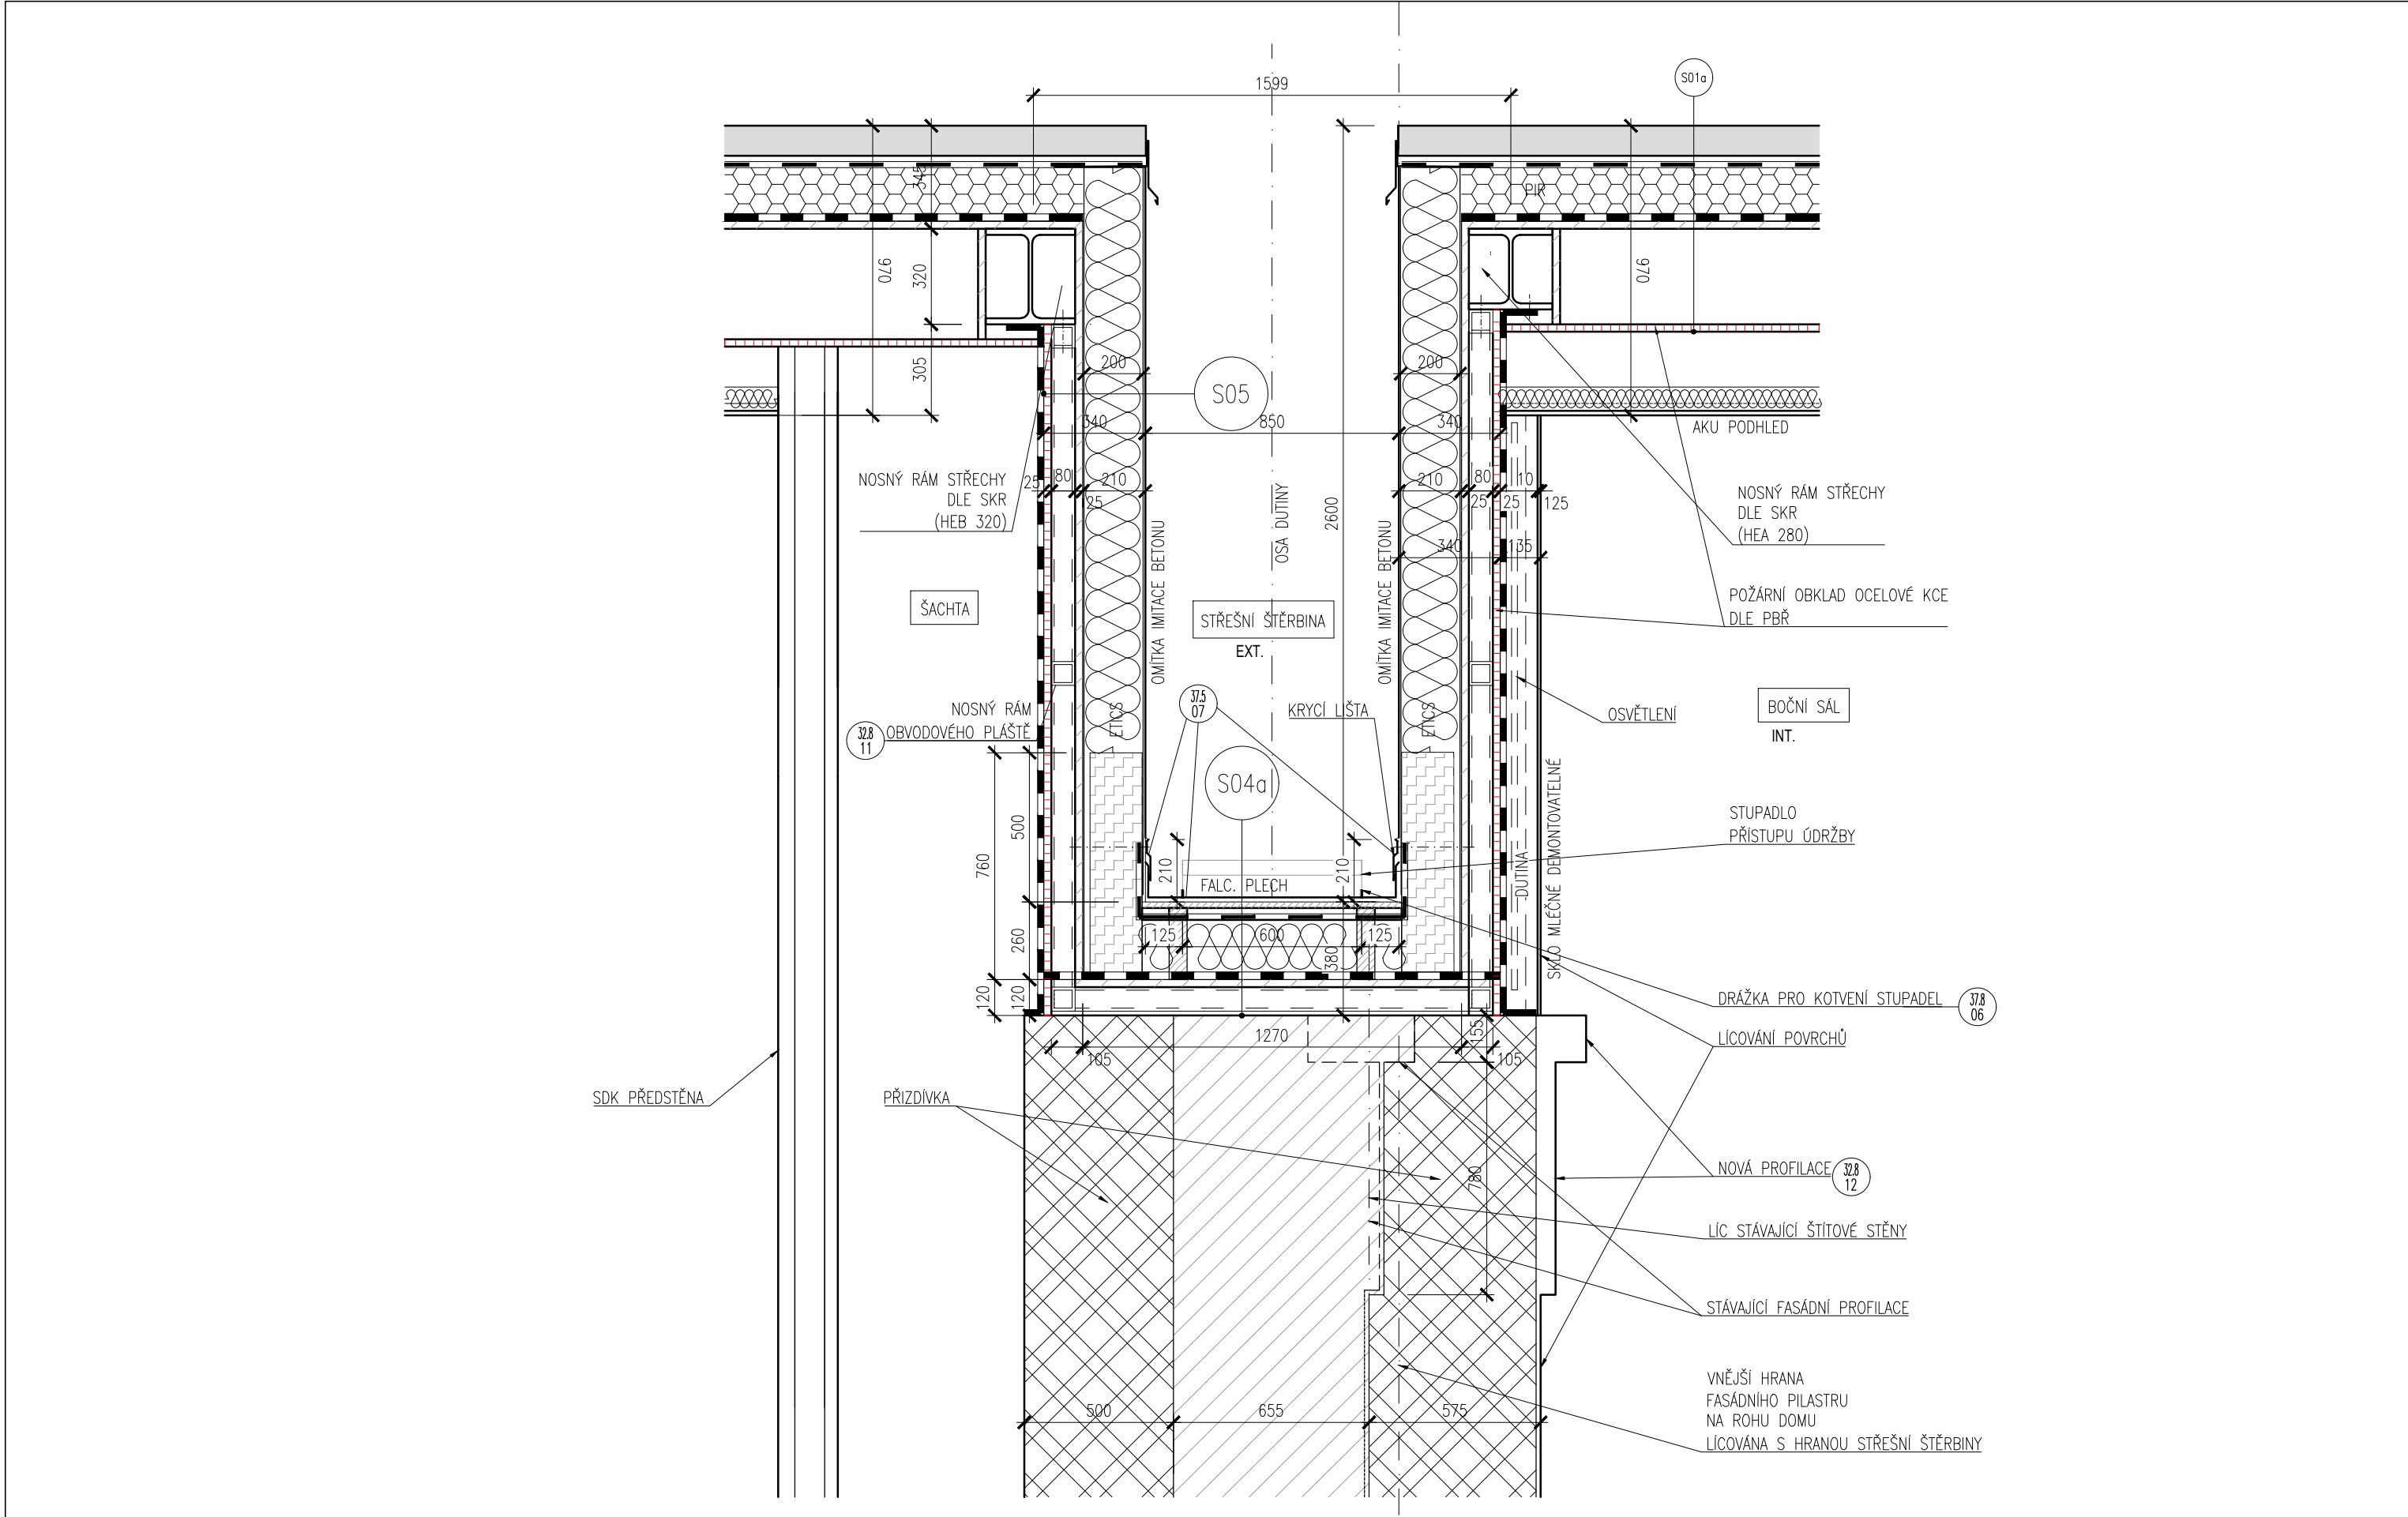 1599
S01a
345
PIR
970
320
970
305
200
200
S05
340
850
340
AKU PODHLED
NOSNÝ RÁM STŘECHY
DLE SKR
(HEB 320)
25
80
210
25
210
80
10
25
25
125
NOSNÝ RÁM STŘECHY
DLE SKR
(HEA 280)
OSA DUTINY
2600
340
135
OMÍTKA IMITACE BETONU
OMÍTKA IMITACE BETONU
ŠACHTA
STŘEŠNÍ ŠTĚRBINA
EXT.
POŽÁRNÍ OBKLAD OCELOVÉ KCE
DLE PBŘ
37.5
07
KRYCÍ LIŠTA
ETICS
ETICS
OSVĚTLENÍ
BOČNÍ SÁL
INT.
NOSNÝ RÁM
OBVODOVÉHO PLÁŠTĚ
32.8
11
S04a
SKLO MLÉČNÉ DEMONTOVATELNÉ
DUTINA
STUPADLO
PŘÍSTUPU ÚDRŽBY
500
760
210
210
FALC. PLECH
260
125
600
125
380
120
120
DRÁŽKA PRO KOTVENÍ STUPADEL
37.8
06
1270
155
105
105
LÍCOVÁNÍ POVRCHŮ
SDK PŘEDSTĚNA
PŘIZDÍVKA
780
NOVÁ PROFILACE
32.8
12
LÍC STÁVAJÍCÍ ŠTÍTOVÉ STĚNY
STÁVAJÍCÍ FASÁDNÍ PROFILACE
VNĚJŠÍ HRANA
FASÁDNÍHO PILASTRU
NA ROHU DOMU
LÍCOVÁNA S HRANOU STŘEŠNÍ ŠTĚRBINY
500
655
575